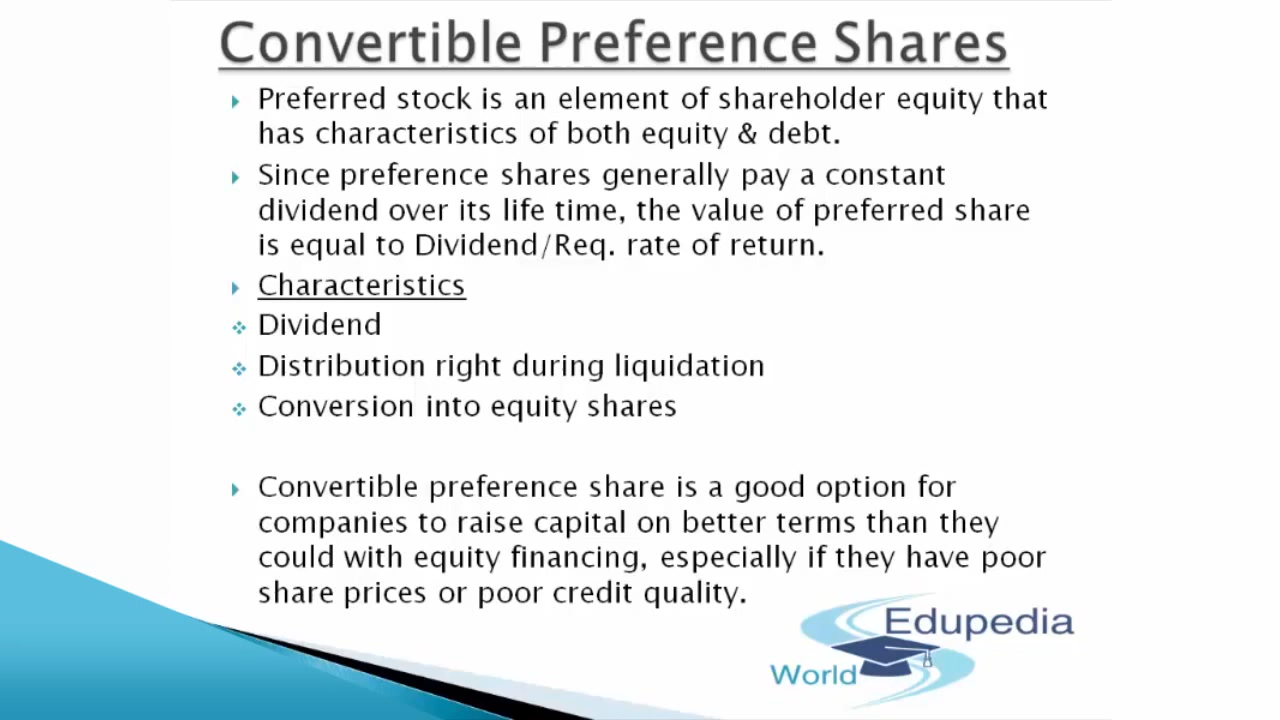 Convertible Preference Shares
Preferred stock is an element of shareholder equity that
has characteristics of both equity & debt.
Since preference shares generally pay a constant
dividend over its life time, the value of preferred share
is equal to Dividend/Req. rate of return.
Characteristics
Dividend
Distribution right during liquidation
Conversion into equity shares
Convertible preference share is a good option for
companies to raise capital on better terms than they
could with equity financing, especially if they have poor
share prices or poor credit quality.
Edupedia
World